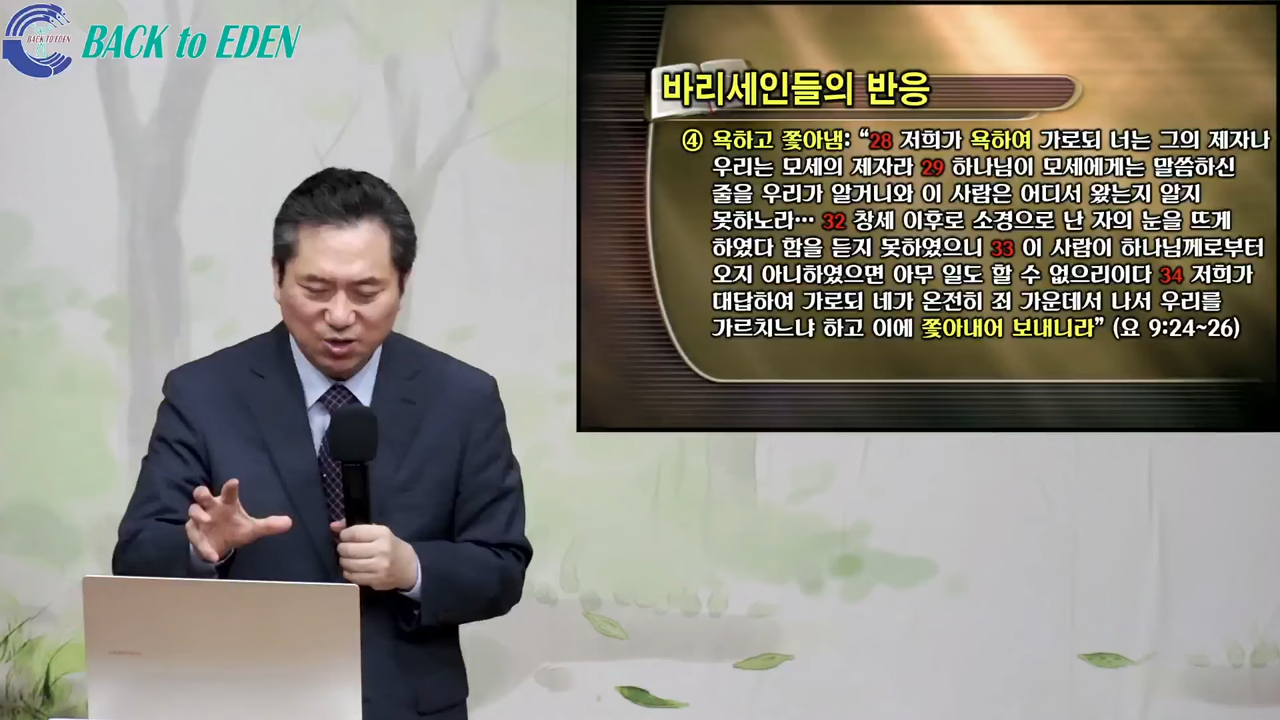 BACK to EDEN
BACK TO EDEN
바리세인들의 반응
④ 욕하고 쫓아냄: “28 저희가 욕하여 가로되 너는 그의 제자나
우리는 모세의 제자라 29 하나님이 모세에게는 말씀하신
줄을 우리가 알거니와 이 사람은 어디서 왔는지 알지
못하노라… 32 창세 이후로 소경으로 난 자의 눈을 뜨게
하였다 함을 듣지 못하였으니 33 이 사람이 하나님께로부터
오지 아니하였으면 아무 일도 할 수 없으리이다 34 저희가
대답하여 가로되 네가 온전히 죄 가운데서 나서 우리를
가르치느냐 하고 이에 쫓아내어 보내니라” (요 9:24~26)